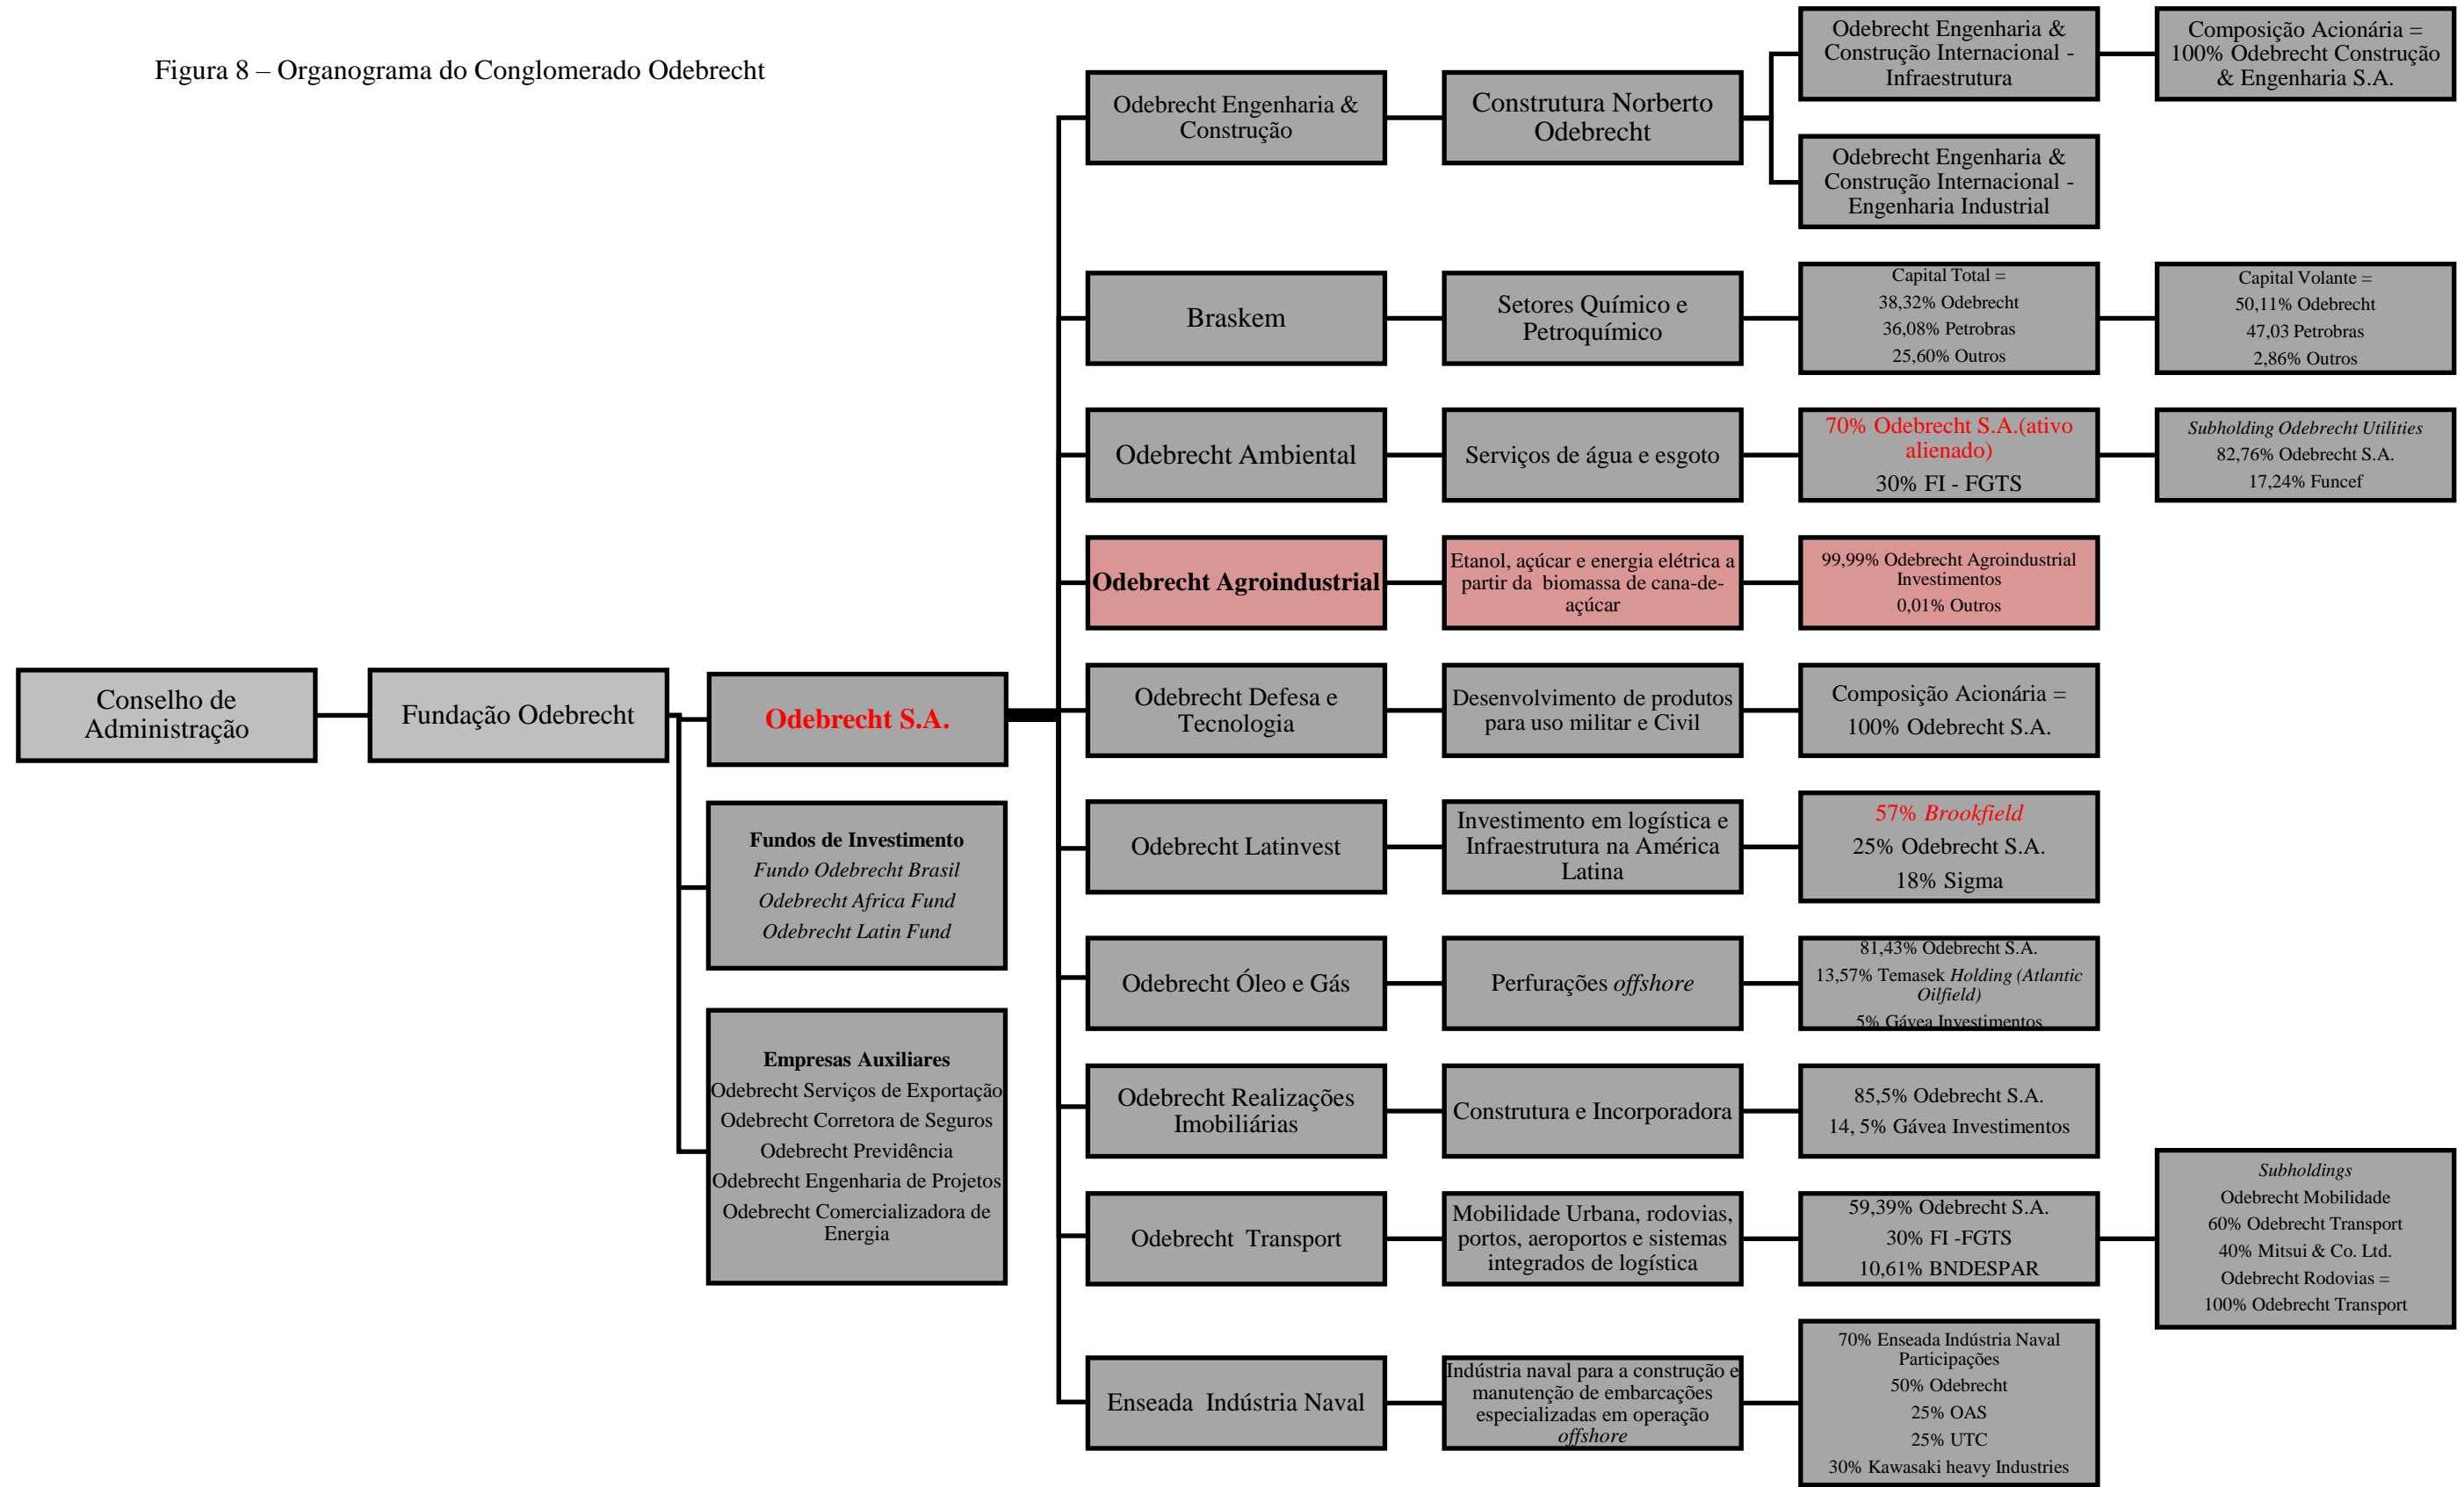 Figura 8 – Organograma do Conglomerado Odebrecht
Conselho de
Administração
Fundação Odebrecht
Odebrecht S.A.
Fundos de Investimento
Fundo Odebrecht Brasil
Odebrecht Africa Fund
Odebrecht Latin Fund
Empresas Auxiliares
Odebrecht Serviços de Exportação
Odebrecht Corretora de Seguros
Odebrecht Previdência
Odebrecht Engenharia de Projetos
Odebrecht Comercializadora de
Energia
Odebrecht Engenharia &
Construção
Construtura Norberto
Odebrecht
Odebrecht Engenharia &
Construção Internacional -
Infraestrutura
Composição Acionária =
100% Odebrecht Construção
& Engenharia S.A.
Odebrecht Engenharia &
Construção Internacional -
Engenharia Industrial
Braskem
Setores Químico e
Petroquímico
Capital Total =
38,32% Odebrecht
36,08% Petrobras
25,60% Outros
Capital Volante =
50,11% Odebrecht
47,03 Petrobras
2,86% Outros
Odebrecht Ambiental
Serviços de água e esgoto
70% Odebrecht S.A.(ativo
alienado)
30% FI - FGTS
Subholding Odebrecht Utilities
82,76% Odebrecht S.A.
17,24% Funcef
Odebrecht Agroindustrial
Etanol, açúcar e energia elétrica a
partir da biomassa de cana-de-
açúcar
99,99% Odebrecht Agroindustrial
Investimentos
0,01% Outros
Odebrecht Defesa e
Tecnologia
Desenvolvimento de produtos
para uso militar e Civil
Composição Acionária =
100% Odebrecht S.A.
Odebrecht Latinvest
Investimento em logística e
Infraestrutura na América
Latina
57% Brookfield
25% Odebrecht S.A.
18% Sigma
Odebrecht Óleo e Gás
Perfurações offshore
81,43% Odebrecht S.A.
13,57% Temasek Holding (Atlantic
Oilfield)
5% Gávea Investimentos
Odebrecht Realizações
Imobiliárias
Construtura e Incorporadora
85,5% Odebrecht S.A.
14, 5% Gávea Investimentos
Odebrecht Transport
Mobilidade Urbana, rodovias,
portos, aeroportos e sistemas
integrados de logística
59,39% Odebrecht S.A.
30% FI -FGTS
10,61% BNDESPAR
Subholdings
Odebrecht Mobilidade
60% Odebrecht Transport
40% Mitsui & Co. Ltd.
Odebrecht Rodovias =
100% Odebrecht Transport
Enseada Indústria Naval
Indústria naval para a construção e
manutenção de embarcações
especializadas em operação
offshore
70% Enseada Indústria Naval
Participações
50% Odebrecht
25% OAS
25% UTC
30% Kawasaki heavy Industries